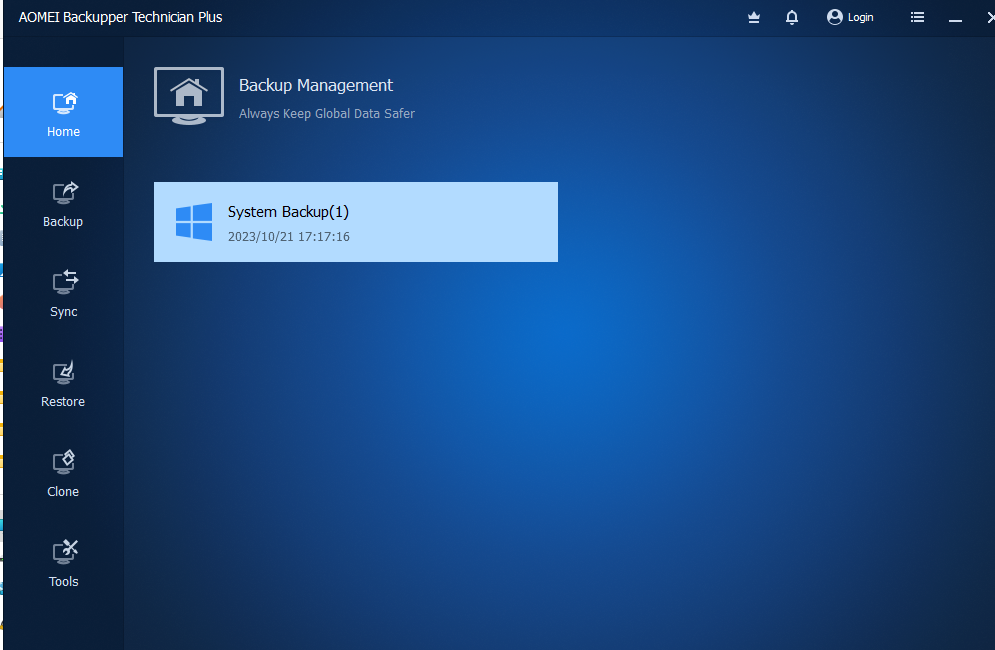 AOMEI Backupper Technician Plus
Login
Home
Backup
Sync
Restore
Clone
Tools
Backup Management
Always Keep Global Data Safer
System Backup(1)
2023/10/21 17:17:16